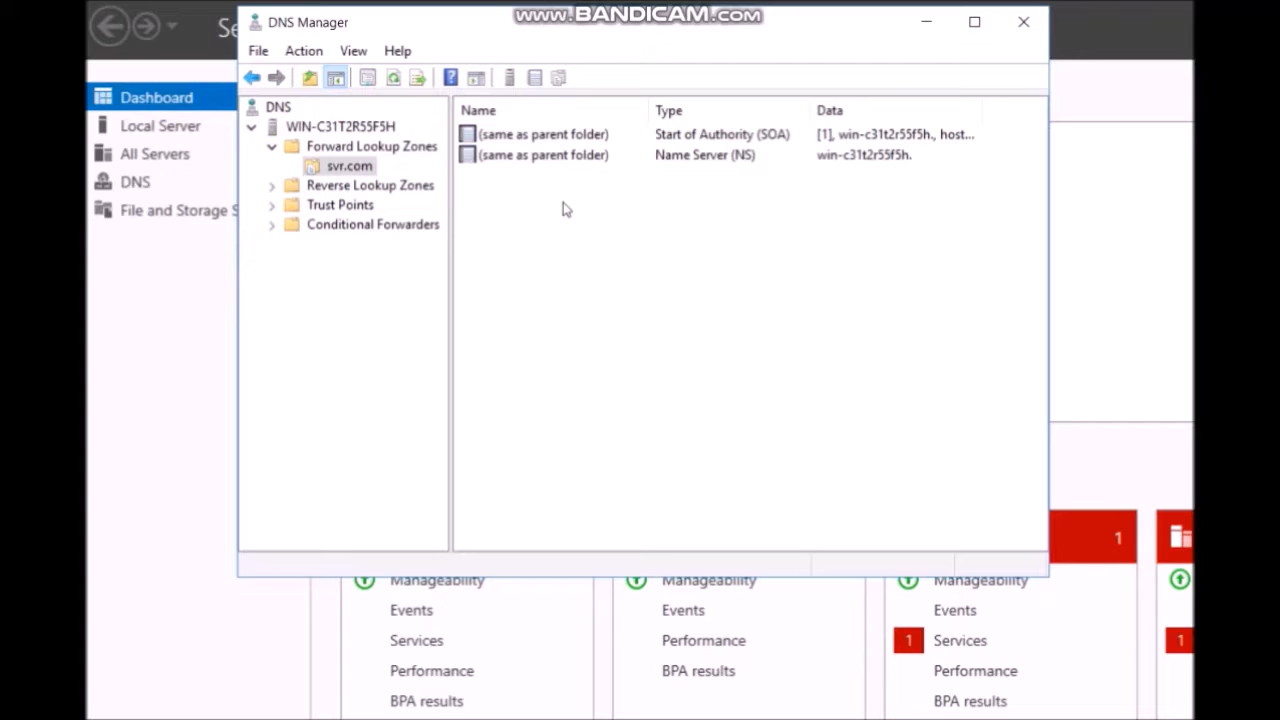 www.BANDICAM.com
DNS Manager
Se
File Action View Help
Dashboard
Local Server
All Servers
DNS
File and Storage S
DNS
WIN-C31T2R55F5H
Forward Lookup Zones
svr.com
Reverse Lookup Zones
Trust Points
Conditional Forwarders
Name Type Data
(same as parent folder) Start of Authority (SOA) [1], win-c31t2r55f5h., host...
(same as parent folder) Name Server (NS) win-c31t2r55f5h.
1
Manageability Manageability Manageability
Events Events Events
Services Performance 1 Services 1
Performance BPA results Performance
BPA results BPA results